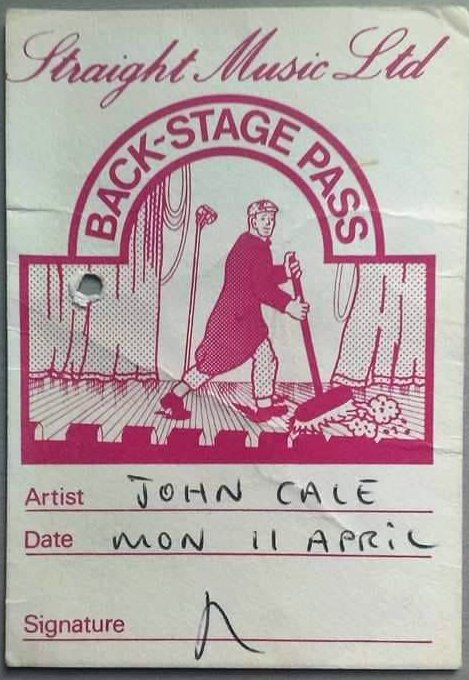 Straight Music Ltd
BACK-STAGE PASS
Artist JOHN CALE
Date MON 11 APRIL
Signature